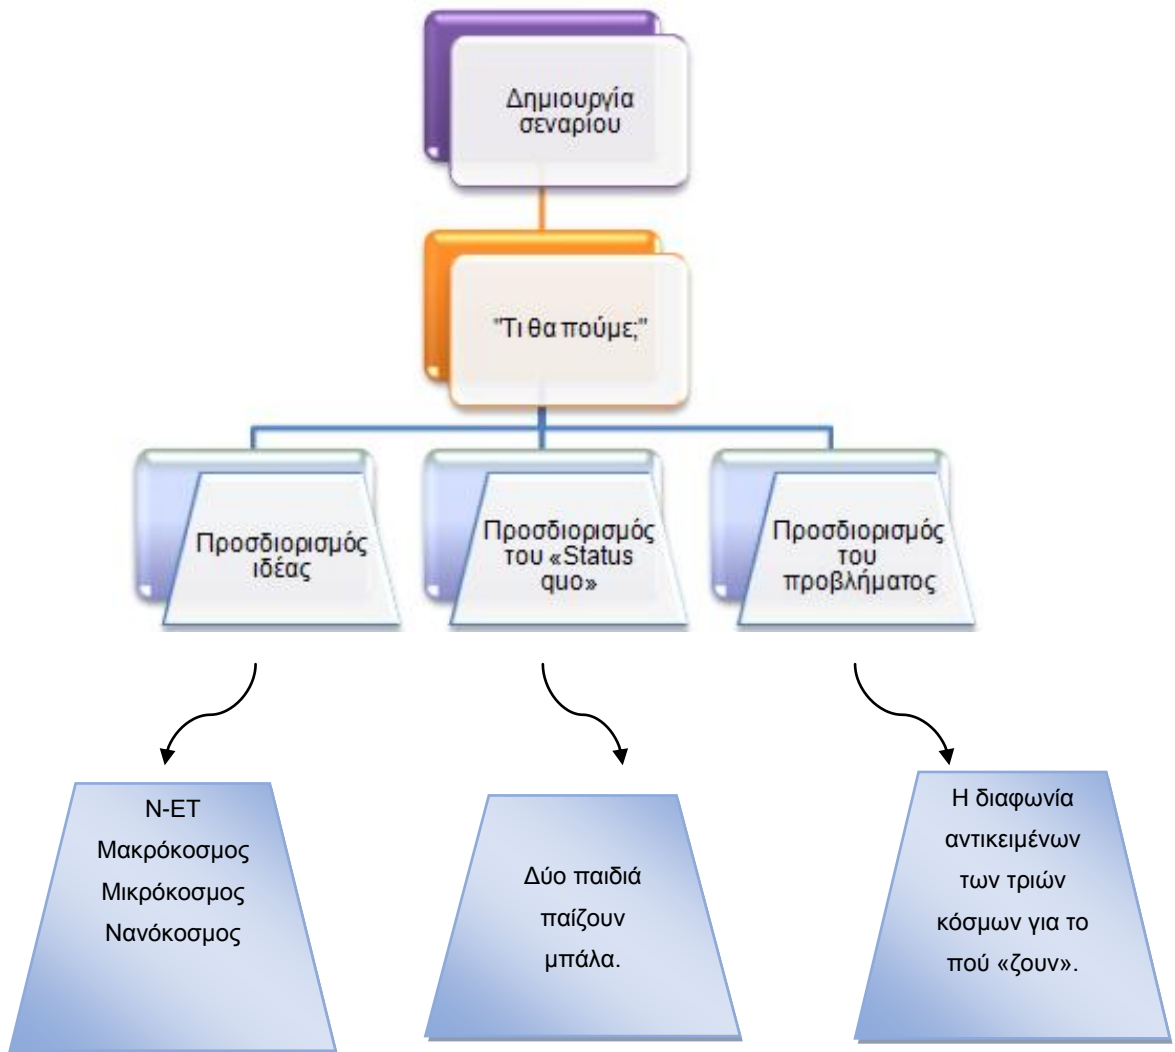 Δημιουργία
σεναρίου
"Τι θα πούμε;"
Προσδιορισμός
ιδέας
Προσδιορισμός
του «Status
quo»
Προσδιορισμός
του
προβλήματος
Ν-ΕΤ
Μακρόκοσμος
Μικρόκοσμος
Νανόκοσμος
Δύο παιδιά
παίζουν
μπάλα.
Η διαφωνία
αντικειμένων
των τριών
κόσμων για το
πού «ζουν».